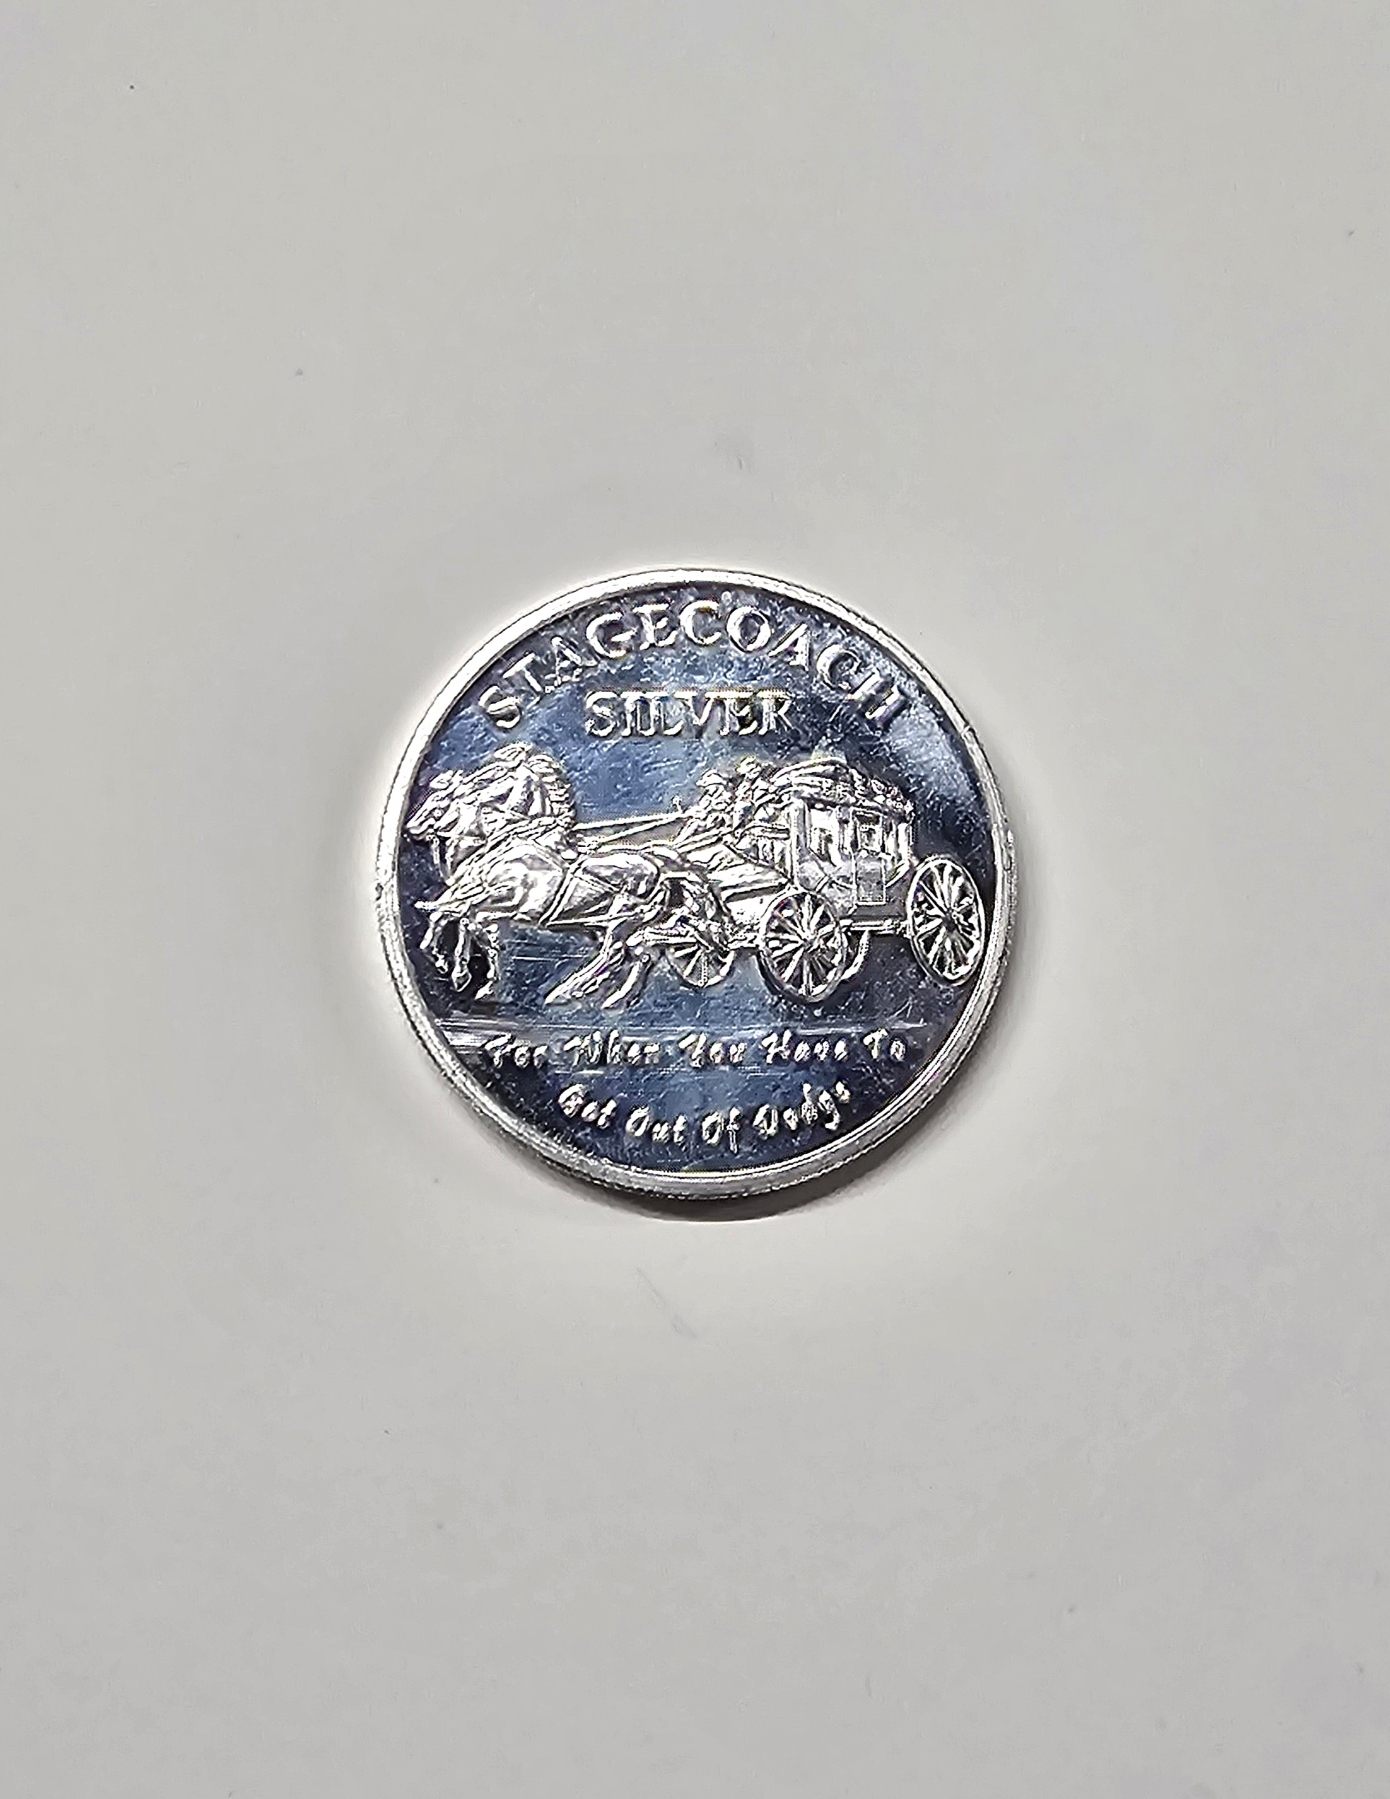 STAGECOACH
SILVER
For When You Have To
Get Out Of Dodge